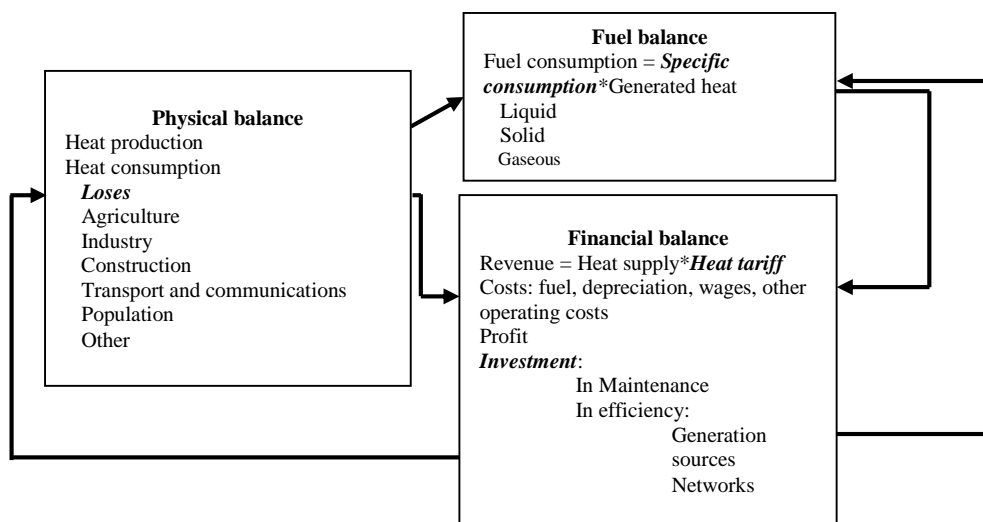 Physical balance
Heat production
Heat consumption
Loses
Agriculture
Industry
Construction
Transport and communications
Population
Other
Fuel balance
Fuel consumption = Specific
consumption*Generated heat
Liquid
Solid
Gaseous
Financial balance
Revenue = Heat supply*Heat tariff
Costs: fuel, depreciation, wages, other
operating costs
Profit
Investment:
In Maintenance
In efficiency:
Generation
sources
Networks